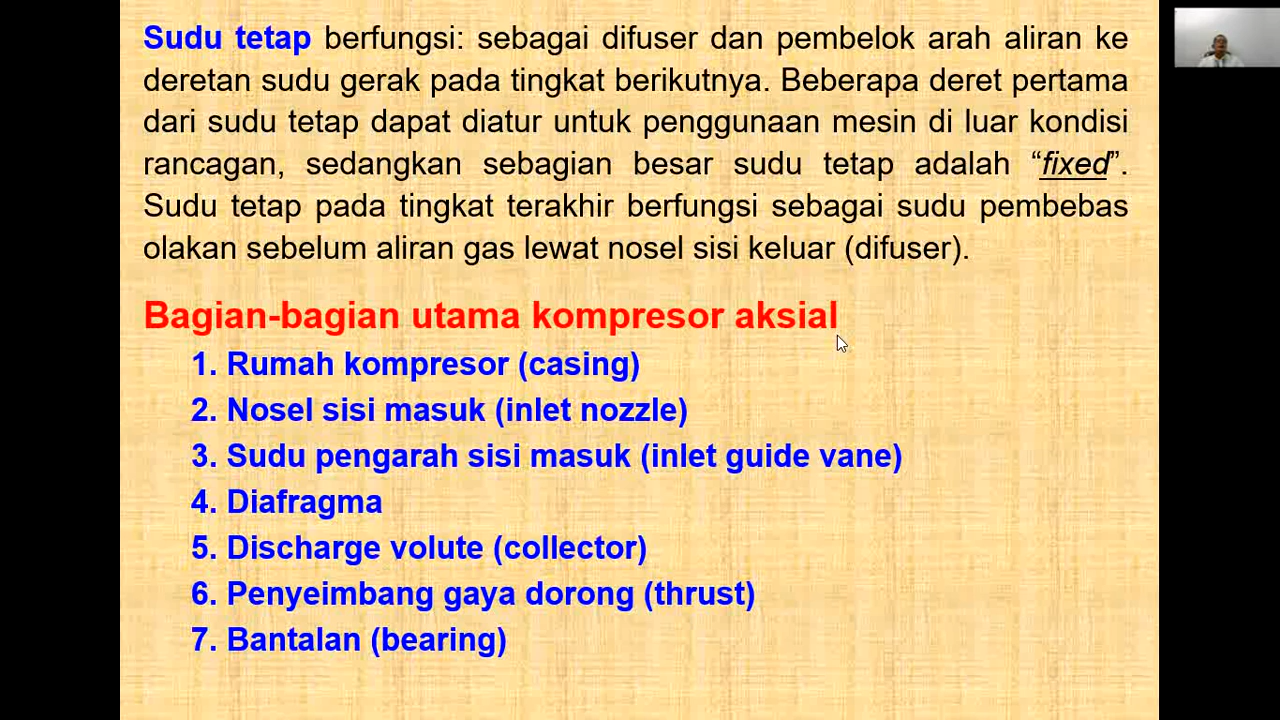 Sudu tetap berfungsi: sebagai difuser dan pembelok arah aliran ke
deretan sudu gerak pada tingkat berikutnya. Beberapa deret pertama
dari sudu tetap dapat diatur untuk penggunaan mesin di luar kondisi
rancagan, sedangkan sebagian besar sudu tetap adalah “fixed”.
Sudu tetap pada tingkat terakhir berfungsi sebagai sudu pembebas
olakan sebelum aliran gas lewat nosel sisi keluar (difuser).
Bagian-bagian utama kompresor aksial
1. Rumah kompresor (casing)
2. Nosel sisi masuk (inlet nozzle)
3. Sudu pengarah sisi masuk (inlet guide vane)
4. Diafragma
5. Discharge volute (collector)
6. Penyeimbang gaya dorong (thrust)
7. Bantalan (bearing)